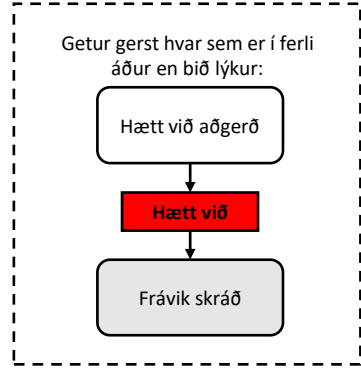 Getur gerst hvar sem er í ferli
áður en bið lýkur:
Hætt við aðgerð
Hætt við
Frávik skráð